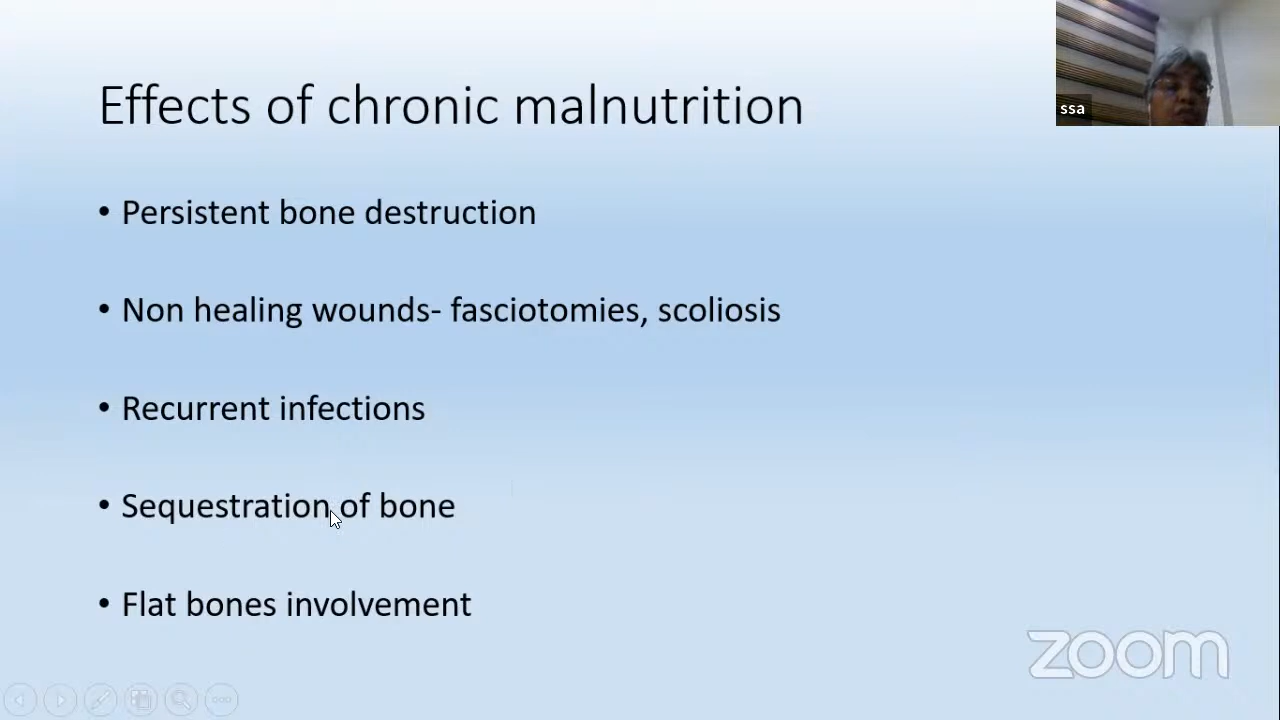 Effects of chronic malnutrition
ssa
• Persistent bone destruction
• Non healing wounds- fasciotomies, scoliosis
• Recurrent infections
• Sequestration of bone
• Flat bones involvement
zoom